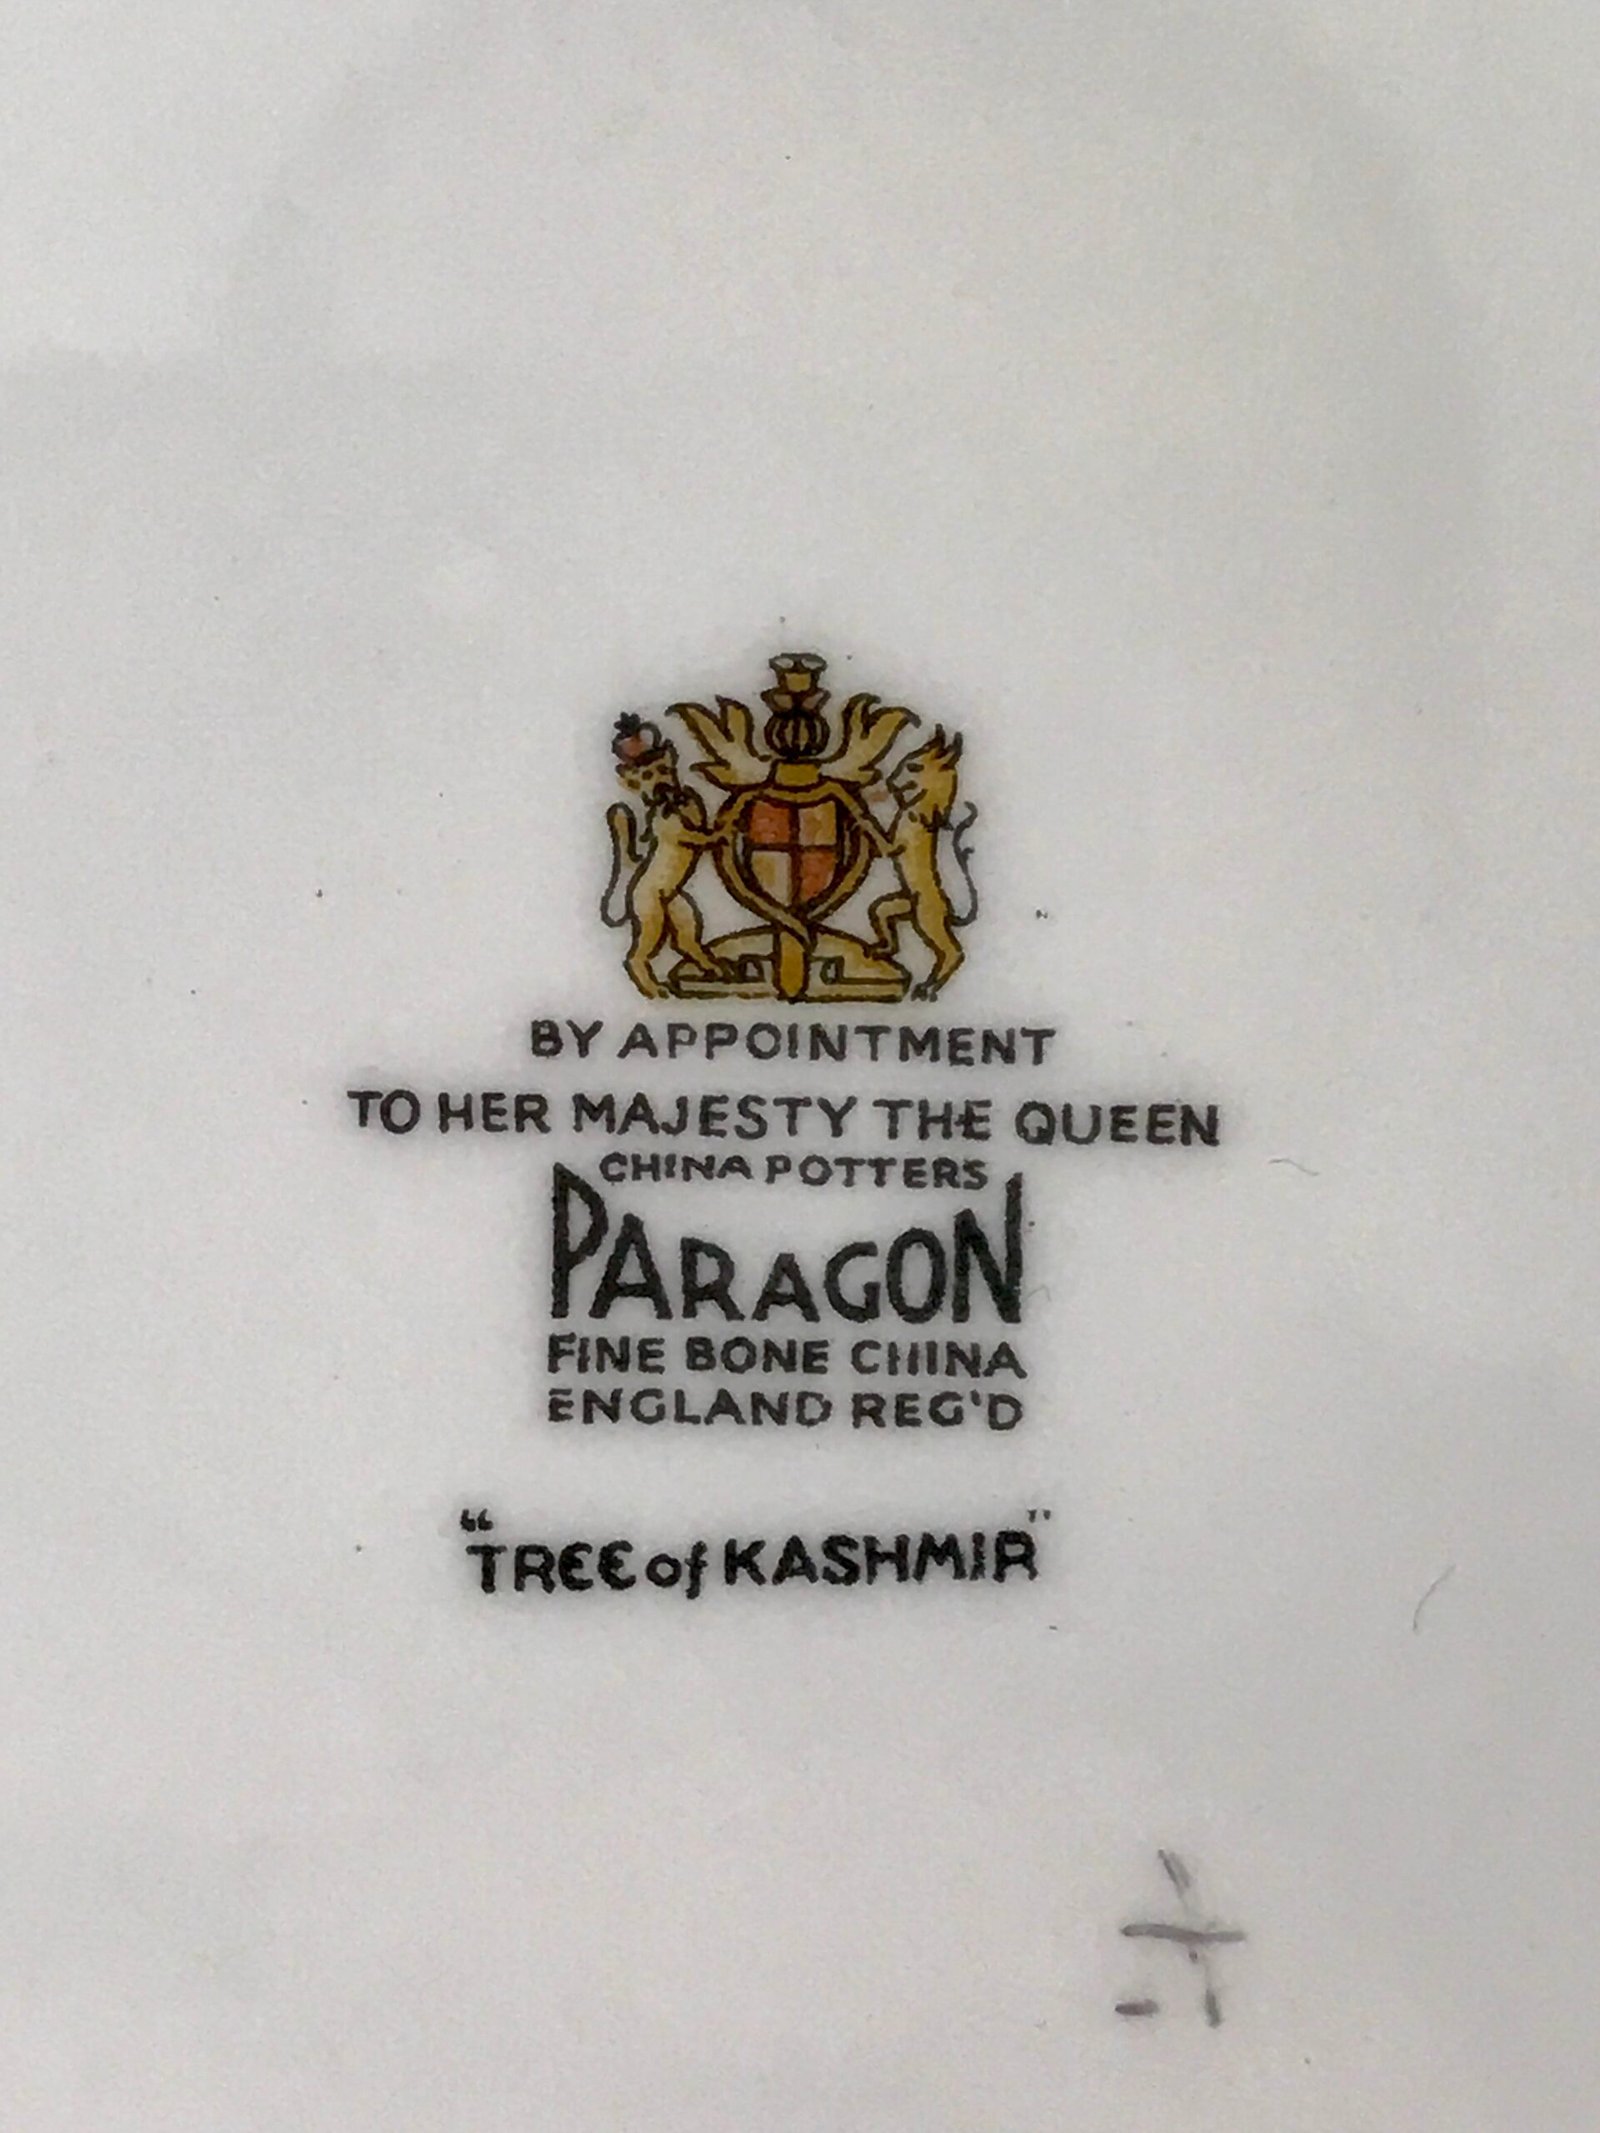 BY APPOINTMENT
TO HER MAJESTY THE QUEEN
CHINA POTTERS
PARAGON
FINE BONE CHINA
ENGLAND REG'D
"TREE of KASHMIR"